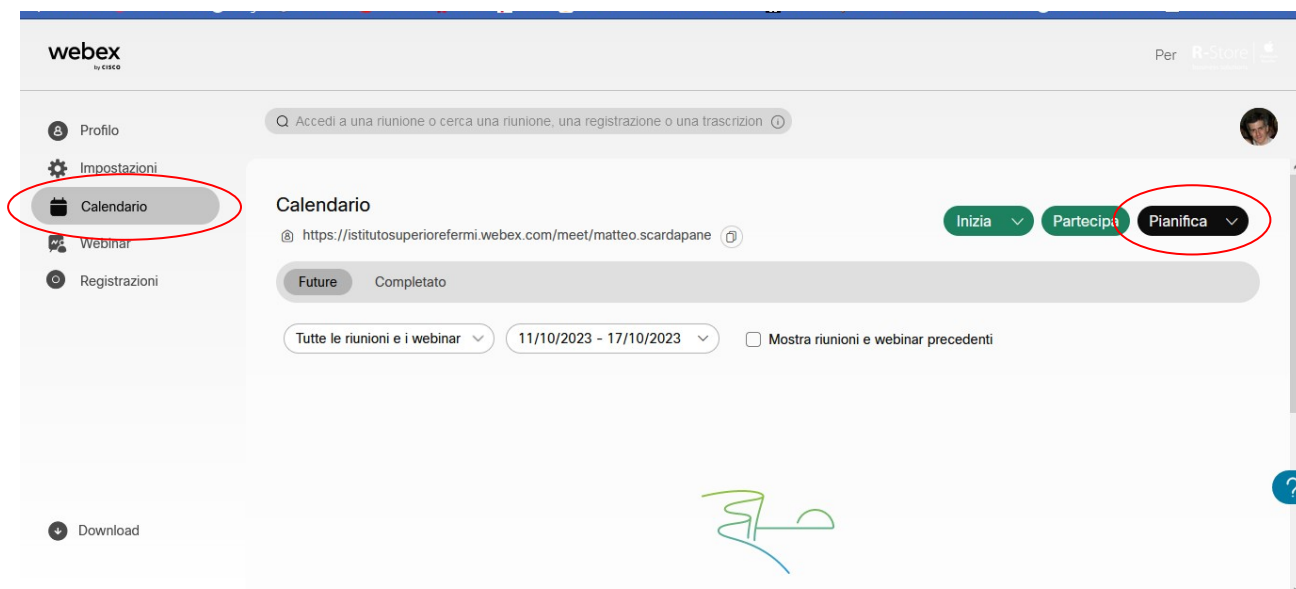 webex
by CISCO
Per R-Store
Profilo
Accedi a una riunione o cerca una riunione, una registrazione o una trascrizion
Impostazioni
Calendario
Webinar
Registrazioni
Download
Calendario
https://istitutosuperiorefermi.webex.com/meet/matteo.scardapane
Inizia
Partecipa
Pianifica
Future Completato
Tutte le riunioni e i webinar 11/10/2023 - 17/10/2023 Mostra riunioni e webinar precedenti
?